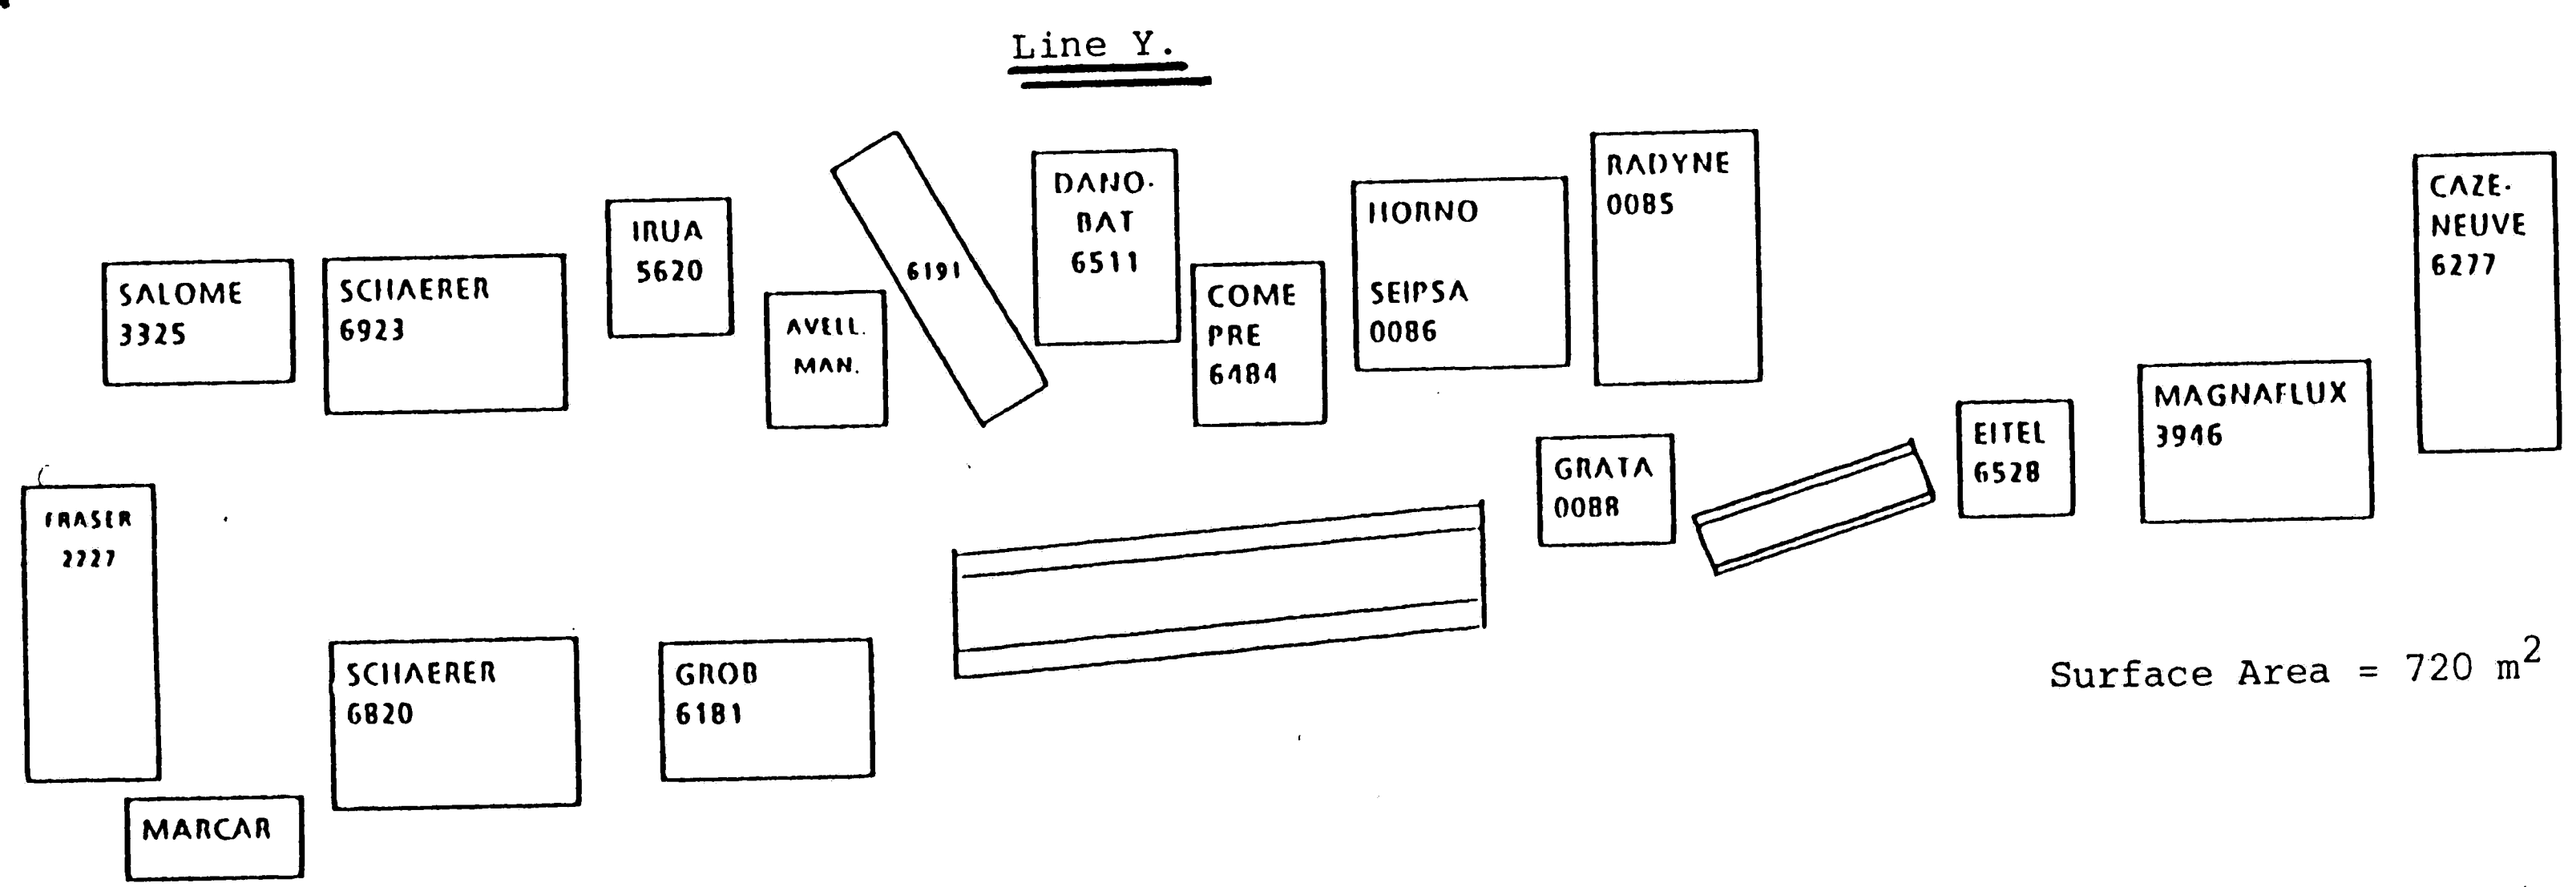 Line Y.
SALOME
3325
SCHAERER
6923
IRUA
5620
AVELL.
MAN.
6191
DANO-
BAT
6511
COME
PRE
6484
HORNO
SEIPSA
0086
RADYNE
0085
CAZE-
NEUVE
6277
FRASER
2727
GRATA
0088
EITEL
6528
MAGNAFLUX
3946
SCHAERER
6820
GROB
6181
MARCAR
Surface Area = 720 m²